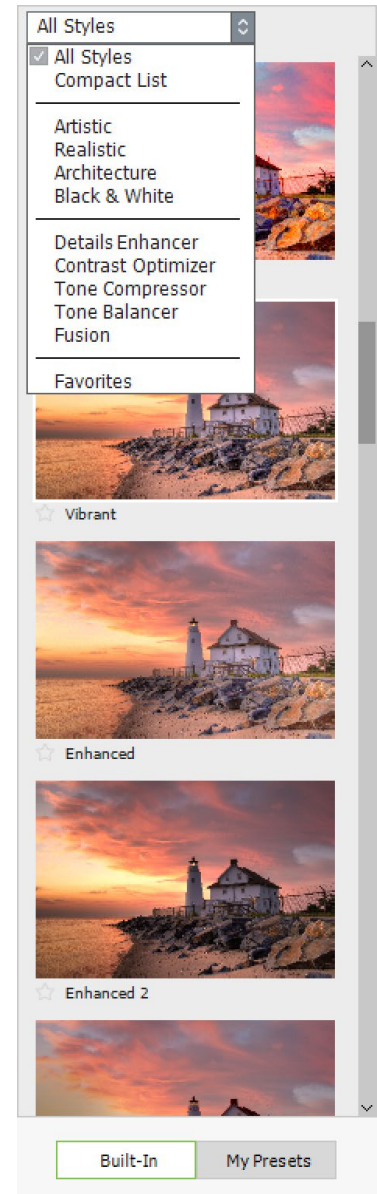 All Styles
All Styles
Compact List
Artistic
Realistic
Architecture
Black & White
Details Enhancer
Contrast Optimizer
Tone Compressor
Tone Balancer
Fusion
Favorites
Vibrant
Enhanced
Enhanced 2
Built-In
My Presets